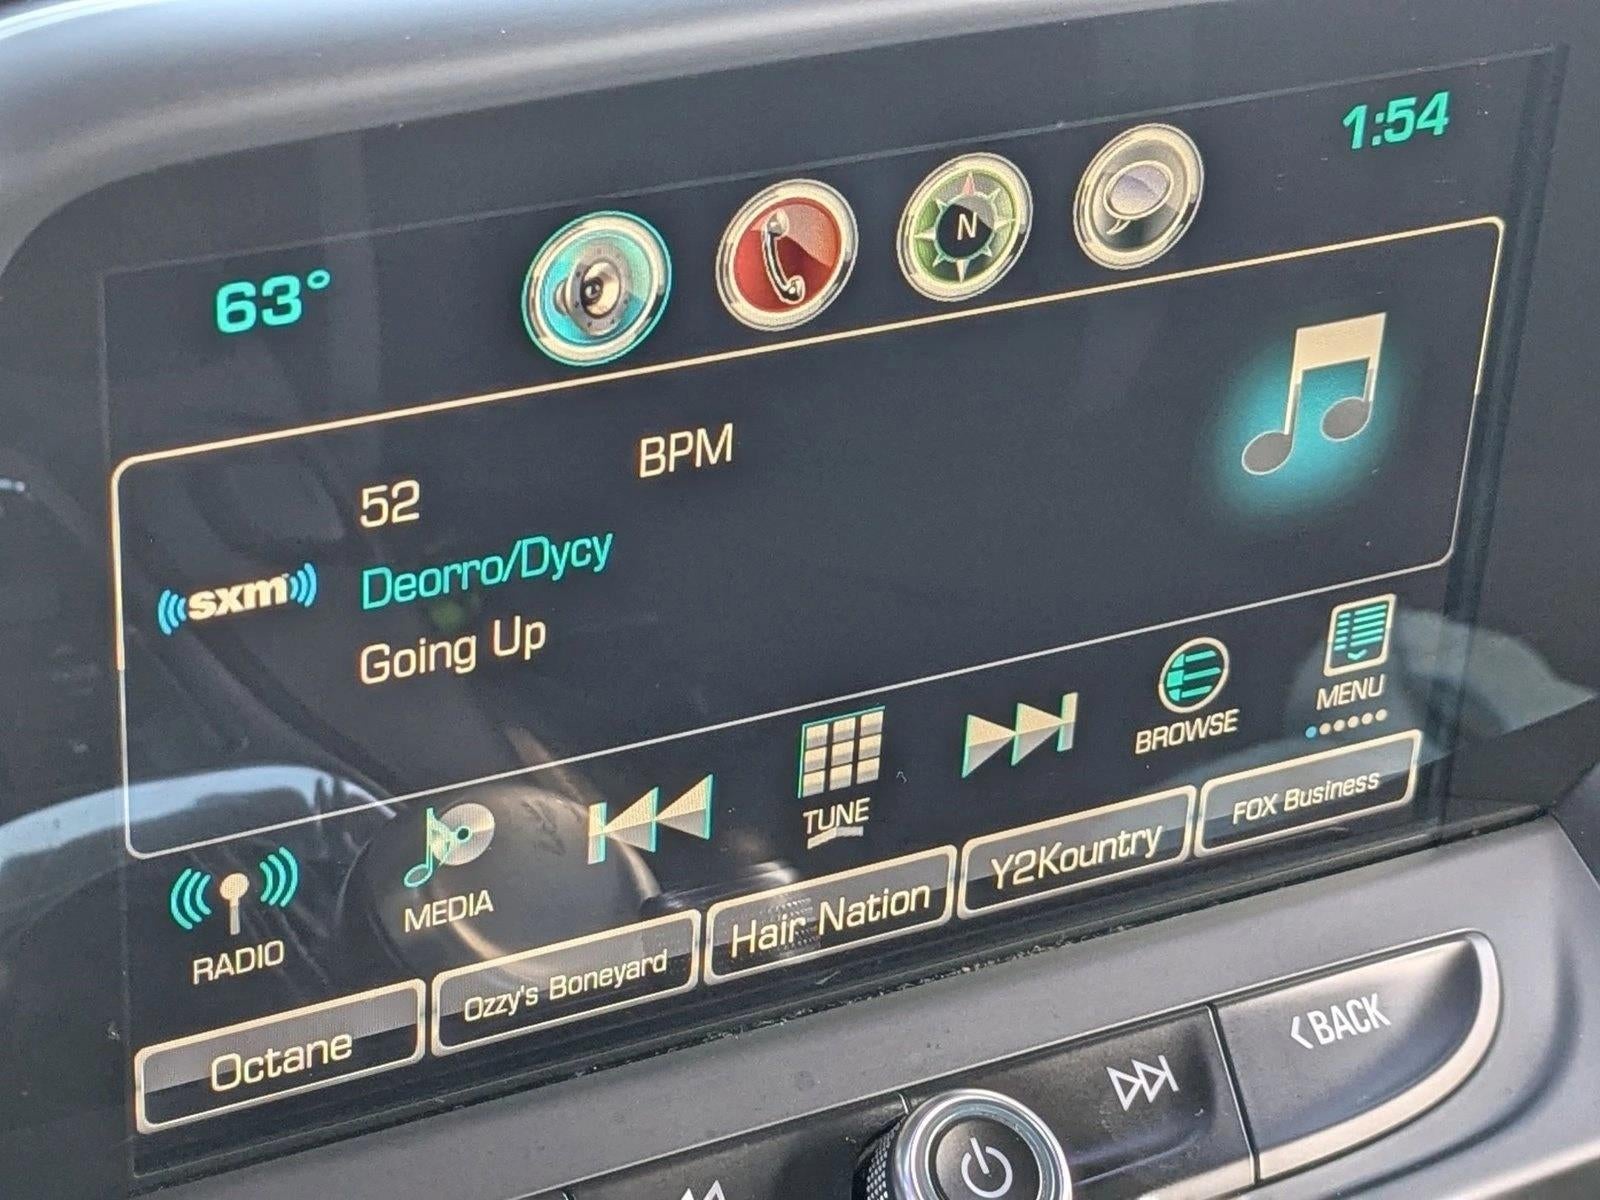 1:54
63°
N
BPM
52
sxm
Deorro/Dycy
Going Up
MENU
BROWSE
TUNE
MEDIA
RADIO
Octane
Ozzy's Boneyard
Hair Nation
Y2Kountry
FOX Business
BACK